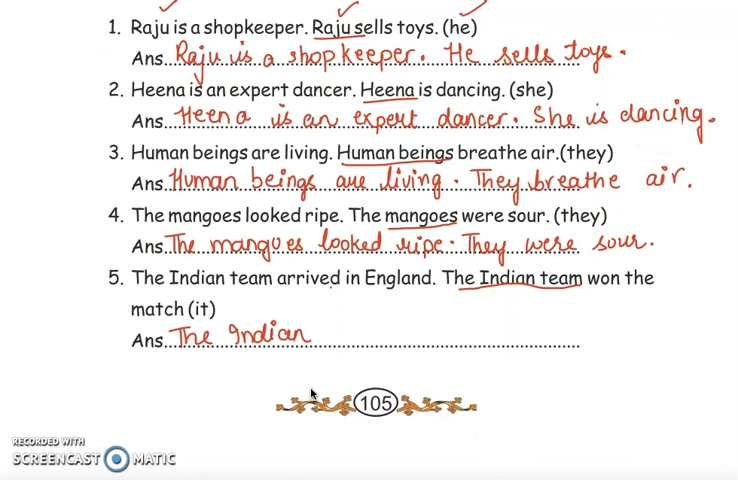 1. Raju is a shopkeeper. Raju sells toys. (he)
Ans...Raju is a shopkeeper. He sells toys.
2. Heena is an expert dancer. Heena is dancing. (she)
Ans...Heena is an expert dancer. She is dancing.
3. Human beings are living. Human beings breathe air.(they)
Ans..Human beings are living. They breathe air.
4. The mangoes looked ripe. The mangoes were sour. (they)
Ans..The mangoes looked ripe. They were sour.
5. The Indian team arrived in England. The Indian team won the
match (it)
Ans..The Indian
105
RECORDED WITH
SCREENCAST MATIC